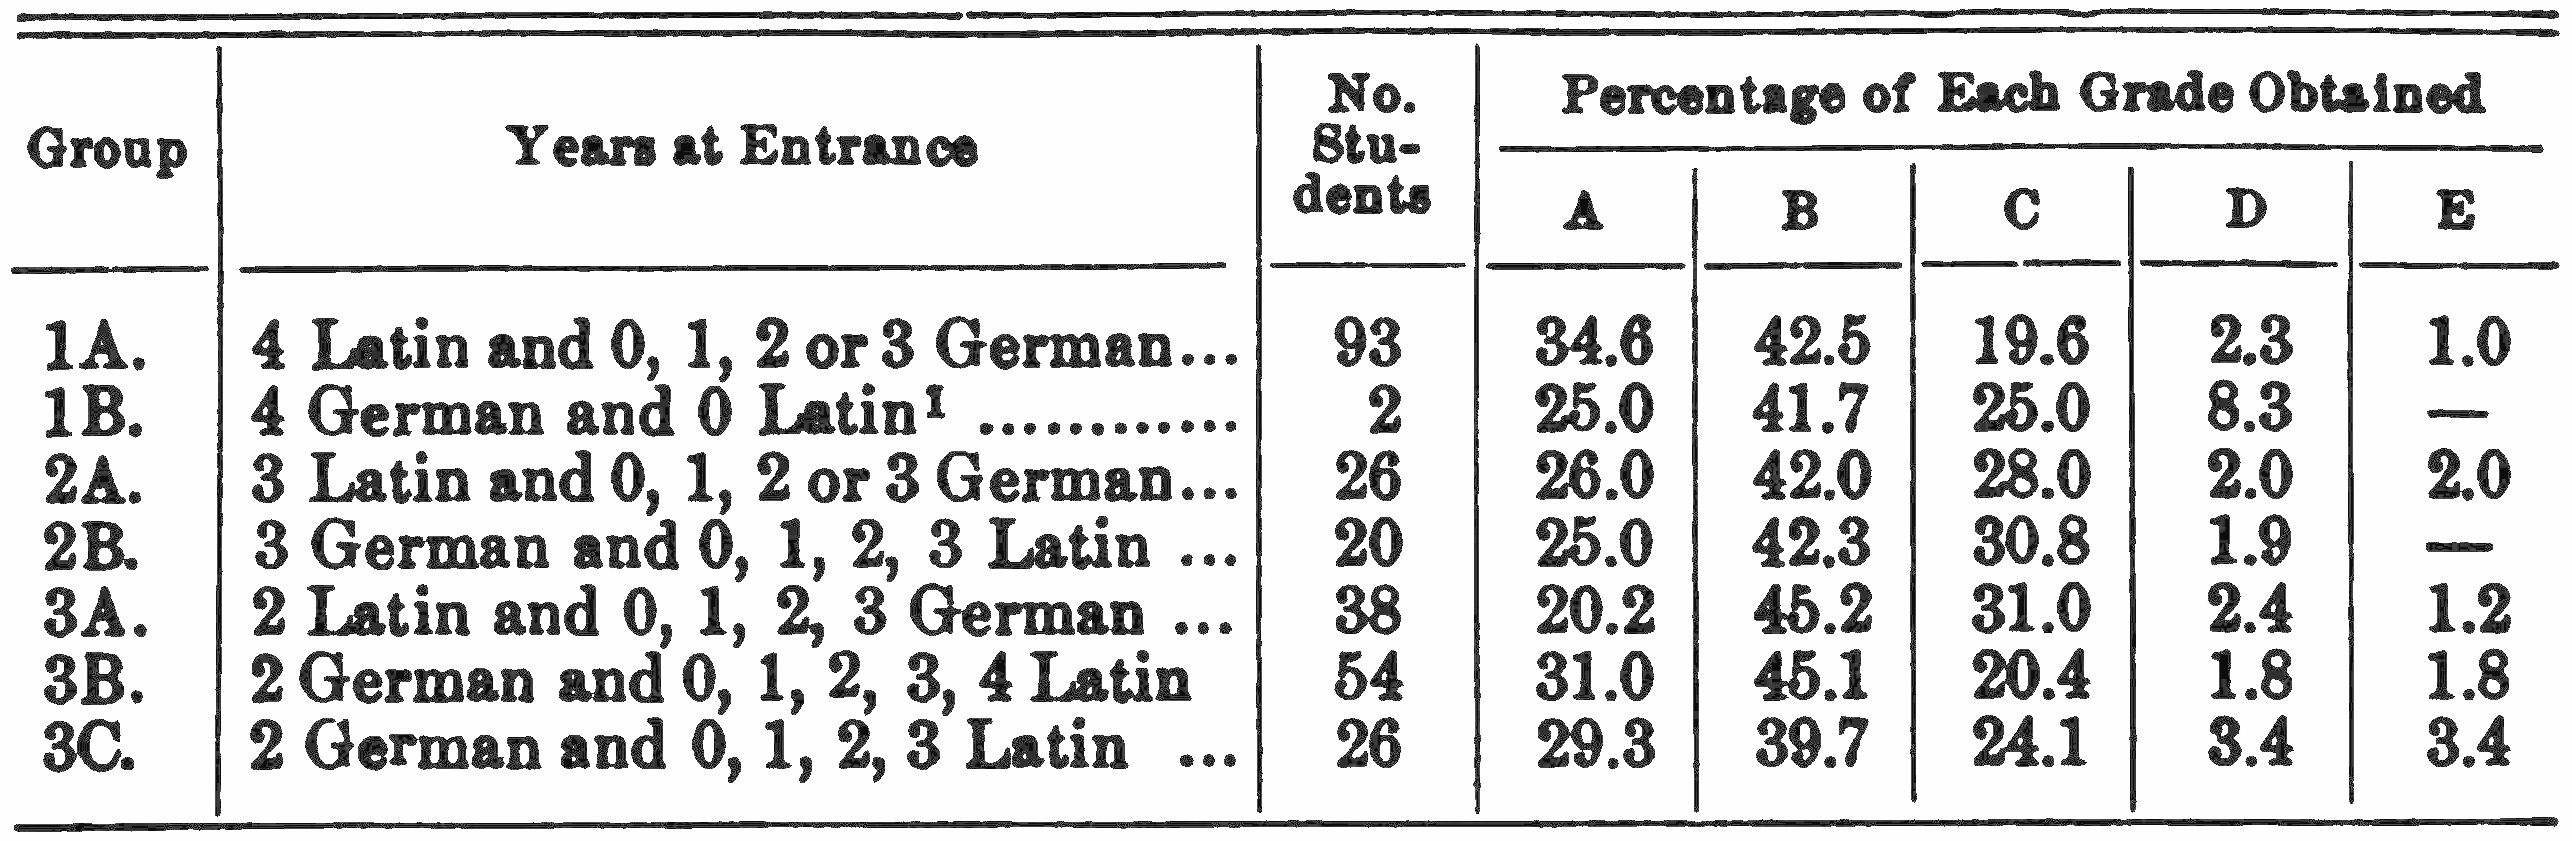 Group Years at Entrance No. Stu- dents Percentage of Each Grade Obtained
A B C D E
1A. 4 Latin and 0, 1, 2 or 3 German... 93 34.6 42.5 19.6 2.3 1.0
1B. 4 German and 0 Latin¹ ............ 2 25.0 41.7 25.0 8.3 —
2A. 3 Latin and 0, 1, 2 or 3 German... 26 26.0 42.0 28.0 2.0 2.0
2B. 3 German and 0, 1, 2, 3 Latin ... 20 25.0 42.3 30.8 1.9 —
3A. 2 Latin and 0, 1, 2, 3 German ... 38 20.2 45.2 31.0 2.4 1.2
3B. 2 German and 0, 1, 2, 3, 4 Latin 54 31.0 45.1 20.4 1.8 1.8
3C. 2 German and 0, 1, 2, 3 Latin ... 26 29.3 39.7 24.1 3.4 3.4